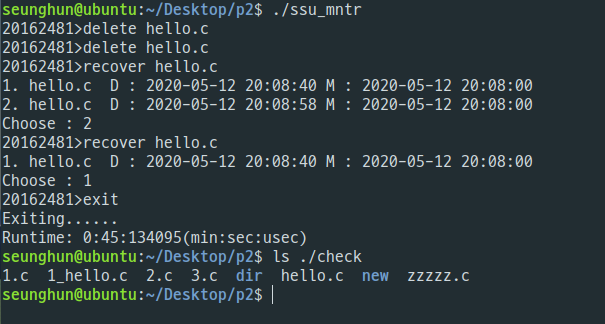 seunghun@ubuntu:~/Desktop/p2$ ./ssu_mntr
20162481>delete hello.c
20162481>delete hello.c
20162481>recover hello.c
1. hello.c  D : 2020-05-12 20:08:40 M : 2020-05-12 20:08:00
2. hello.c  D : 2020-05-12 20:08:58 M : 2020-05-12 20:08:00
Choose : 2
20162481>recover hello.c
1. hello.c  D : 2020-05-12 20:08:40 M : 2020-05-12 20:08:00
Choose : 1
20162481>exit
Exiting......
Runtime: 0:45:134095(min:sec:usec)
seunghun@ubuntu:~/Desktop/p2$ ls ./check
1.c  1_hello.c  2.c  3.c  dir  hello.c  new  zzzzz.c
seunghun@ubuntu:~/Desktop/p2$